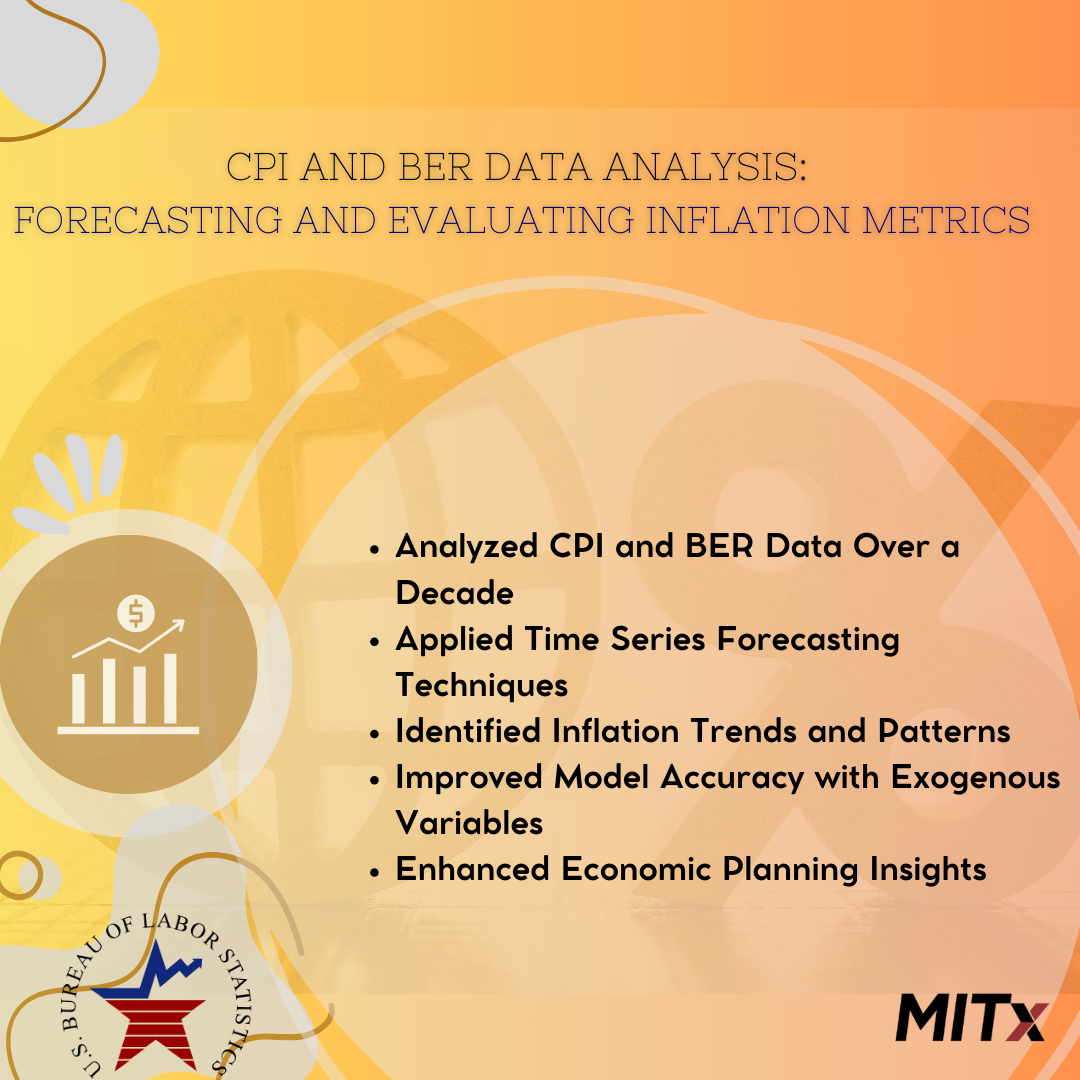 CPI AND BER DATA ANALYSIS:
FORECASTING AND EVALUATING INFLATION METRICS
• Analyzed CPI and BER Data Over a
Decade
• Applied Time Series Forecasting
Techniques
• Identified Inflation Trends and Patterns
• Improved Model Accuracy with Exogenous
Variables
• Enhanced Economic Planning Insights
$
U.S. BUREAU OF LABOR STATISTICS
MITx